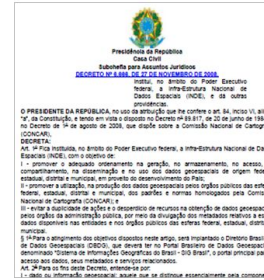 Presidência da República
Casa Civil
Subchefia para Assuntos Jurídicos
DECRETO Nº 6.666, DE 27 DE NOVEMBRO DE 2008.
Institui, no âmbito do Poder Executivo
federal, a Infra-Estrutura Nacional de
Dados Espaciais (INDE), e dá outras
providências.
O PRESIDENTE DA REPÚBLICA, no uso da atribuição que lhe confere o art. 84, inciso VI, alínea
"a", da Constituição, e tendo em vista o disposto no Decreto nº 89.817, de 20 de junho de 1984,
no Decreto de 1º de agosto de 2008, que dispõe sobre a Comissão Nacional de Cartogr
(CONCAR),
DECRETA:
Art. 1º Fica instituída, no âmbito do Poder Executivo federal, a Infra-Estrutura Nacional de Da
Espaciais (INDE), com o objetivo de:
I - promover o adequado ordenamento na geração, no armazenamento, no acesso,
compartilhamento, na disseminação e no uso dos dados geoespaciais de origem fede
estadual, distrital e municipal, em proveito do desenvolvimento do País;
II - promover a utilização, na produção dos dados geoespaciais pelos órgãos públicos das esfe
federal, estadual, distrital e municipal, dos padrões e normas homologados pela Comis
Nacional de Cartografia (CONCAR); e
III - evitar a duplicidade de ações e o desperdício de recursos na obtenção de dados geoespac
pelos órgãos da administração pública, por meio da divulgação dos metadados relativos a es
dados disponíveis nas entidades e nos órgãos públicos das esferas federal, estadual, distrit
municipal.
§ 1º Para o atingimento dos objetivos dispostos neste artigo, será implantado o Diretório Brasil
de Dados Geoespaciais (DBDG), que deverá ter no Portal Brasileiro de Dados Geoespac
denominado "Sistema de Informações Geográficas do Brasil - SIG Brasil", o portal principal par
acesso aos dados, seus metadados e serviços relacionados.
Art. 2º Para os fins deste Decreto, entende-se por:
I - dado ou informação geoespacial: aquele que se distingue essencialmente pela compone